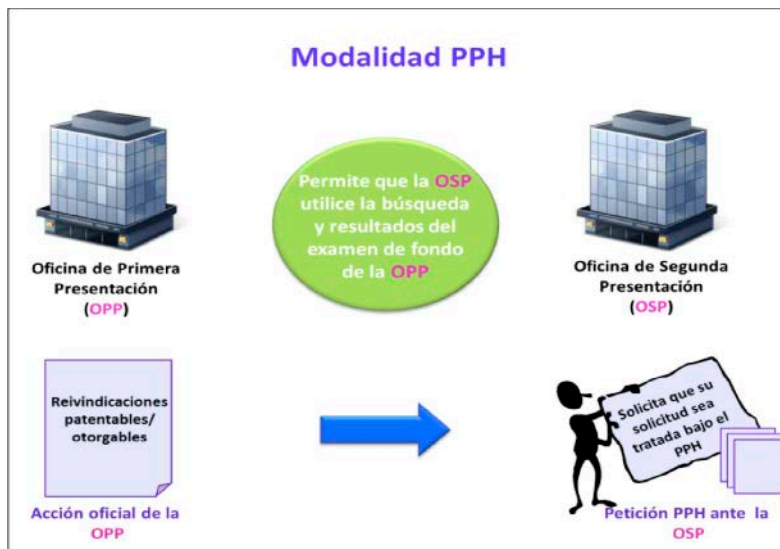 Modalidad PPH
Permite que la OSP
utilice la búsqueda
y resultados del
examen de fondo
de la OPP
Oficina de Primera
Presentación
(OPP)
Oficina de Segunda
Presentación
(OSP)
Reivindicaciones
patentables/
otorgables
Solicita que su
solicitud sea
tratada bajo el
PPH
Acción oficial de la
OPP
Petición PPH ante la
OSP